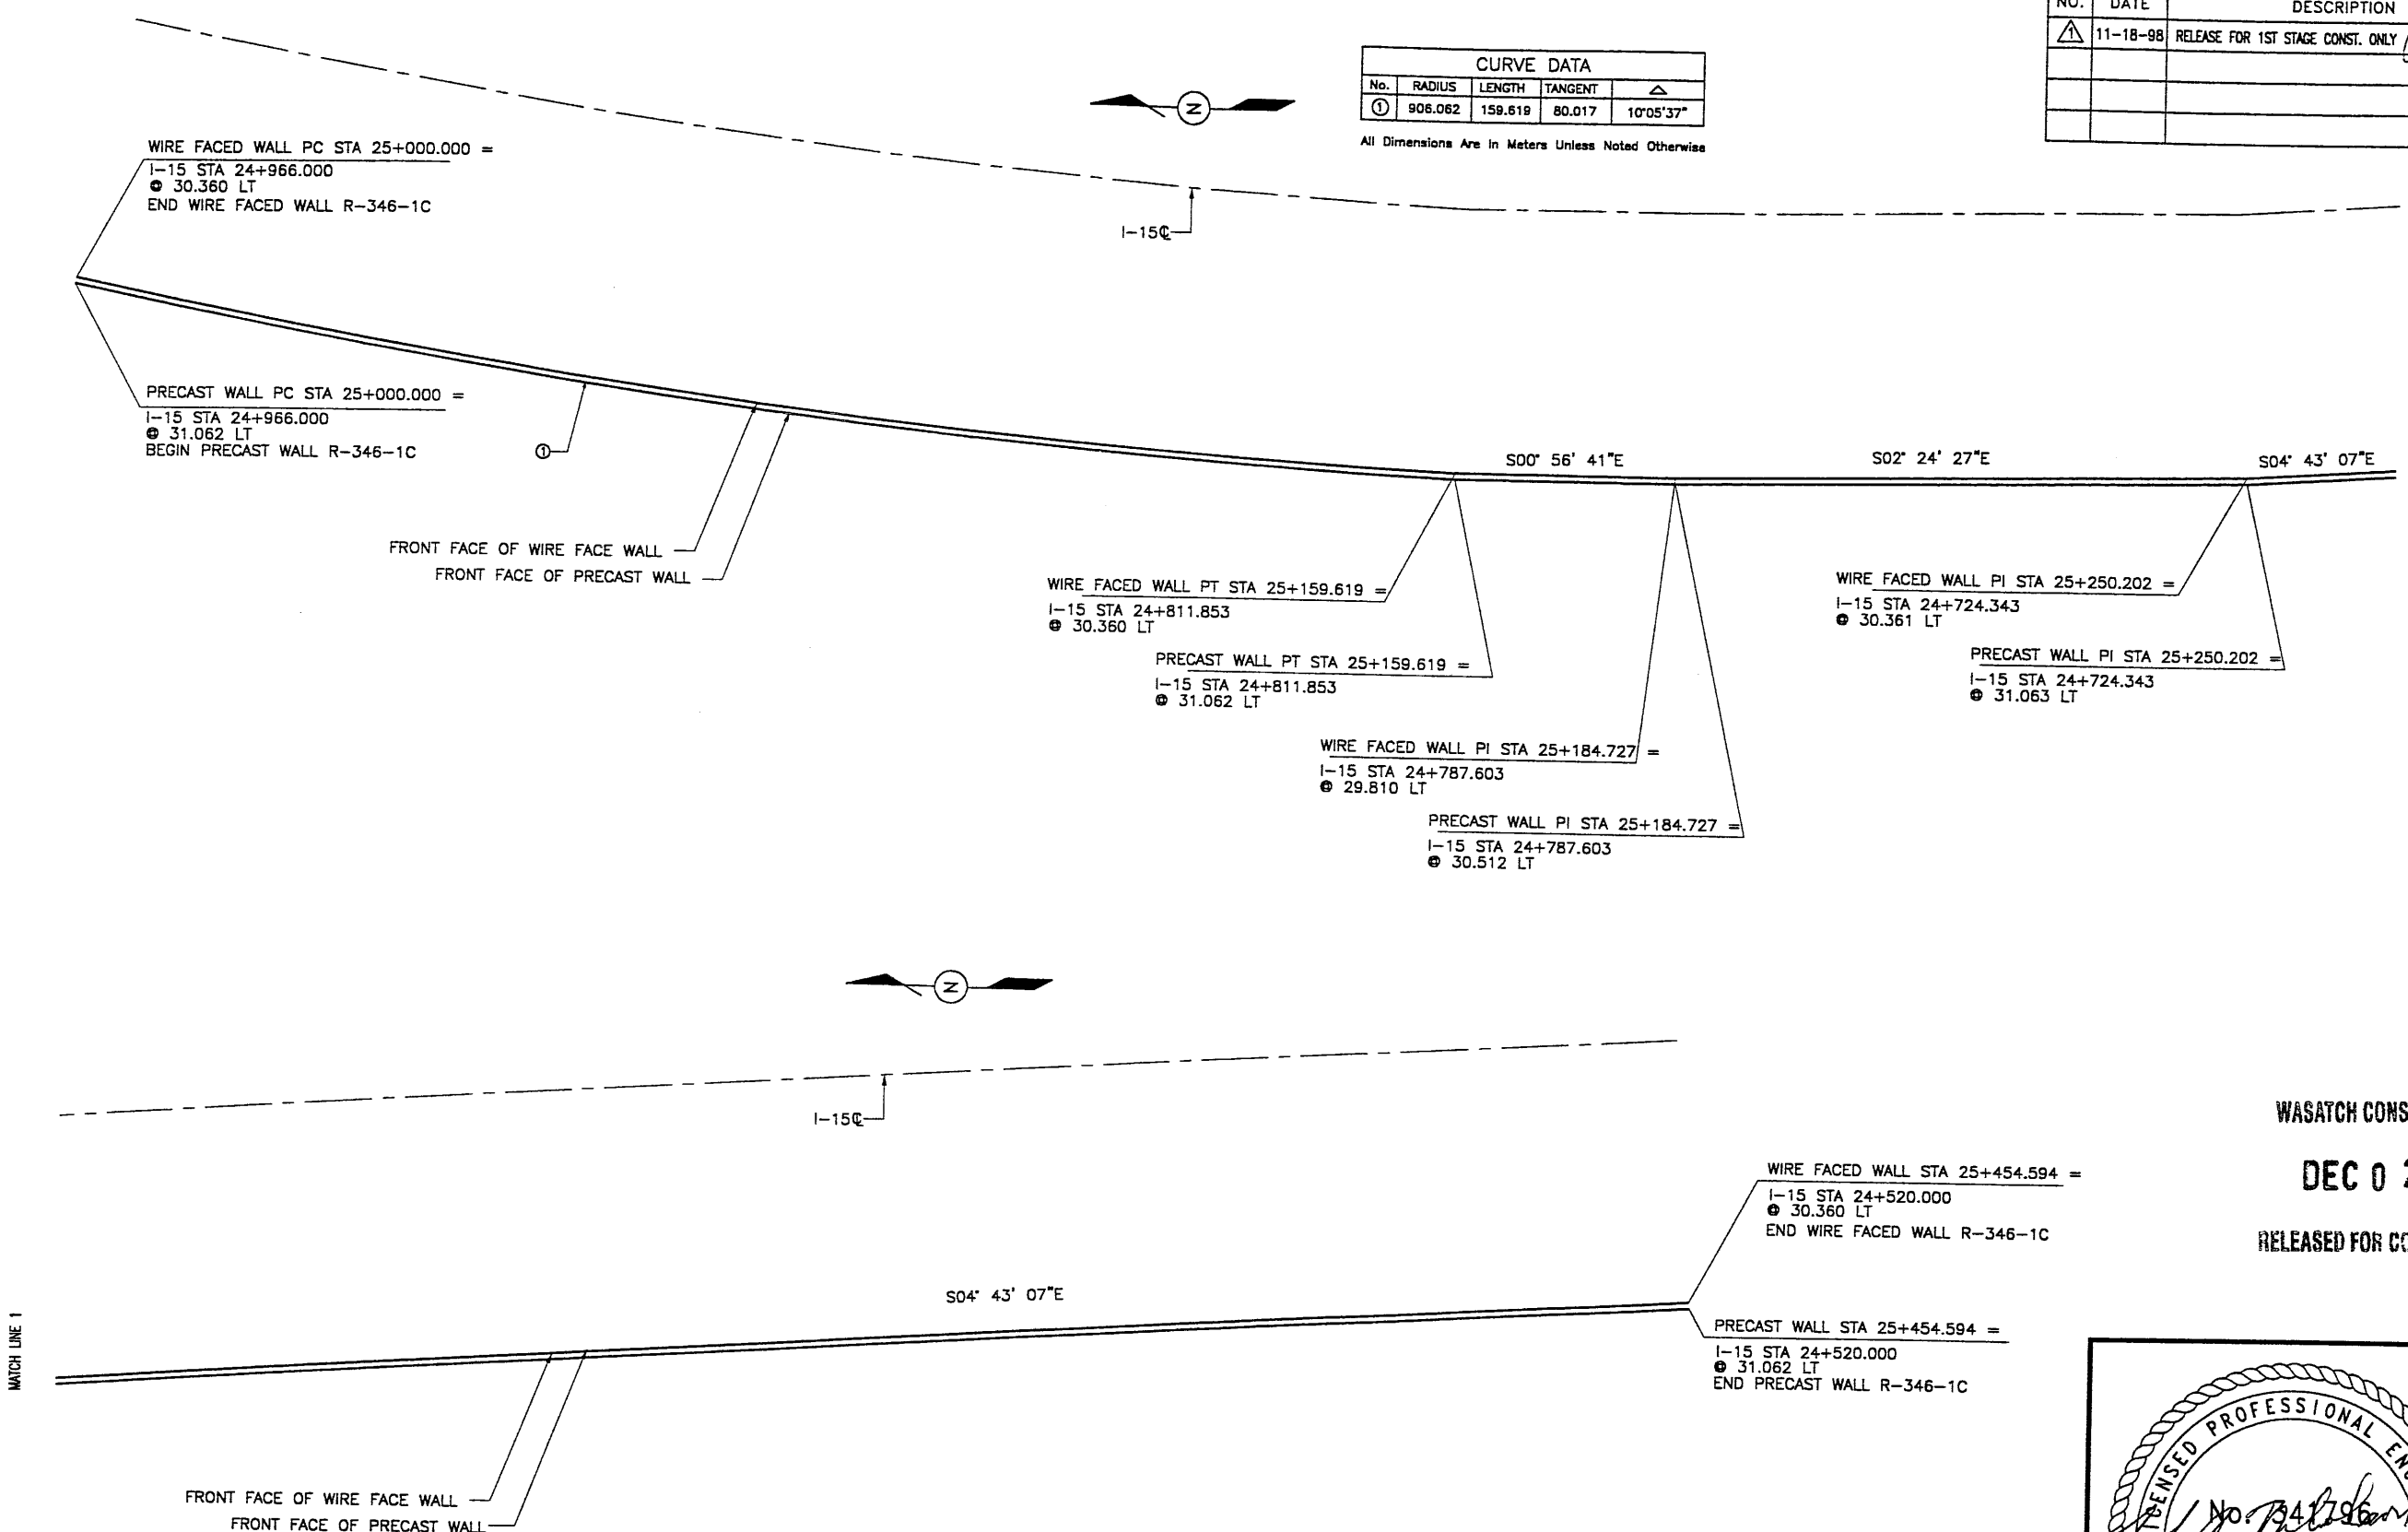 NO. DATE DESCRIPTION
1 11-18-98 RELEASE FOR 1ST STAGE CONST. ONLY
CURVE DATA
No. RADIUS LENGTH TANGENT △
① 906.062 159.619 80.017 10°05'37"
All Dimensions Are In Meters Unless Noted Otherwise
N
WIRE FACED WALL PC STA 25+000.000 =
I-15 STA 24+966.000
@ 30.360 LT
END WIRE FACED WALL R-346-1C
I-15 ℄
PRECAST WALL PC STA 25+000.000 =
I-15 STA 24+966.000
@ 31.062 LT
BEGIN PRECAST WALL R-346-1C
①
S00° 56' 41"E
S02° 24' 27"E
S04° 43' 07"E
FRONT FACE OF WIRE FACE WALL
FRONT FACE OF PRECAST WALL
WIRE FACED WALL PT STA 25+159.619 =
I-15 STA 24+811.853
@ 30.360 LT
PRECAST WALL PT STA 25+159.619 =
I-15 STA 24+811.853
@ 31.062 LT
WIRE FACED WALL PI STA 25+184.727 =
I-15 STA 24+787.603
@ 29.810 LT
PRECAST WALL PI STA 25+184.727 =
I-15 STA 24+787.603
@ 30.512 LT
WIRE FACED WALL PI STA 25+250.202 =
I-15 STA 24+724.343
@ 30.361 LT
PRECAST WALL PI STA 25+250.202 =
I-15 STA 24+724.343
@ 31.063 LT
N
I-15 ℄
WASATCH CONS
DEC 0
RELEASED FOR
WIRE FACED WALL STA 25+454.594 =
I-15 STA 24+520.000
@ 30.360 LT
END WIRE FACED WALL R-346-1C
S04° 43' 07"E
PRECAST WALL STA 25+454.594 =
I-15 STA 24+520.000
@ 31.062 LT
END PRECAST WALL R-346-1C
MATCH LINE 1
FRONT FACE OF WIRE FACE WALL
FRONT FACE OF PRECAST WALL
ENSED PROFESSIONAL EN
No.